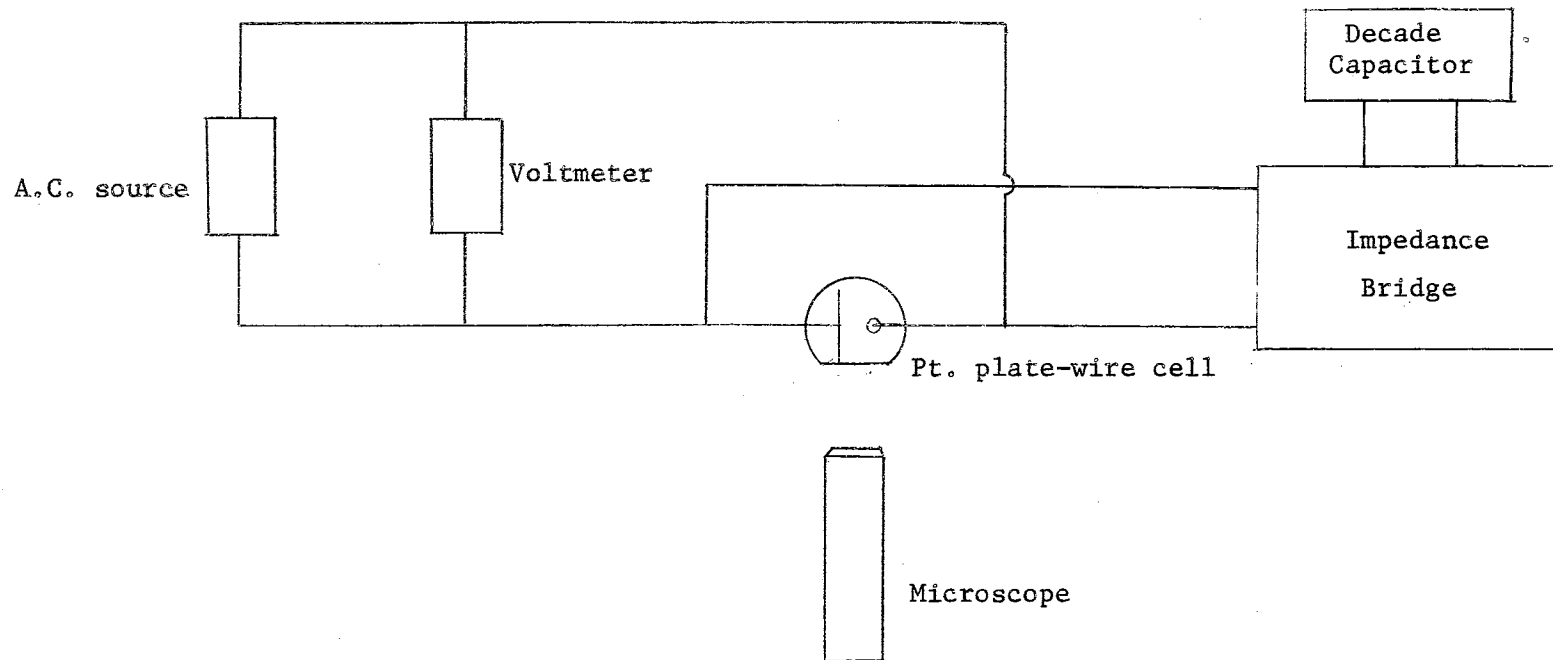 Decade
Capacitor
A.C. source
Voltmeter
Impedance
Bridge
Pt. plate-wire cell
Microscope